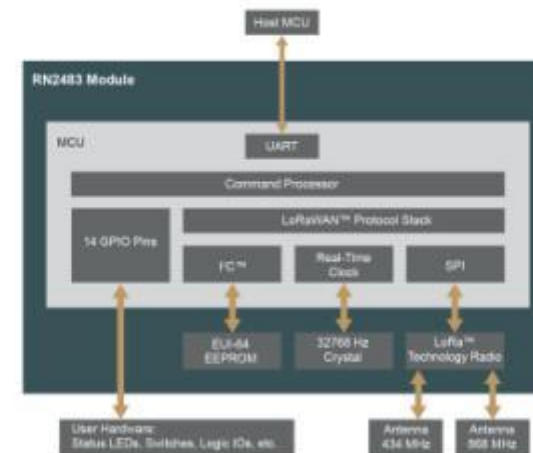 Host MCU
RN2483 Module
MCU
UART
Command Processor
LoRaWAN™ Protocol Stack
14 GPIO Pins
I²C™
Real-Time
Clock
SPI
EUI-64
EEPROM
32768 Hz
Crystal
LoRa™
Technology Radio
User Hardware:
Status LEDs, Switches, Logic IOs, etc.
Antenna
434 MHz
Antenna
868 MHz